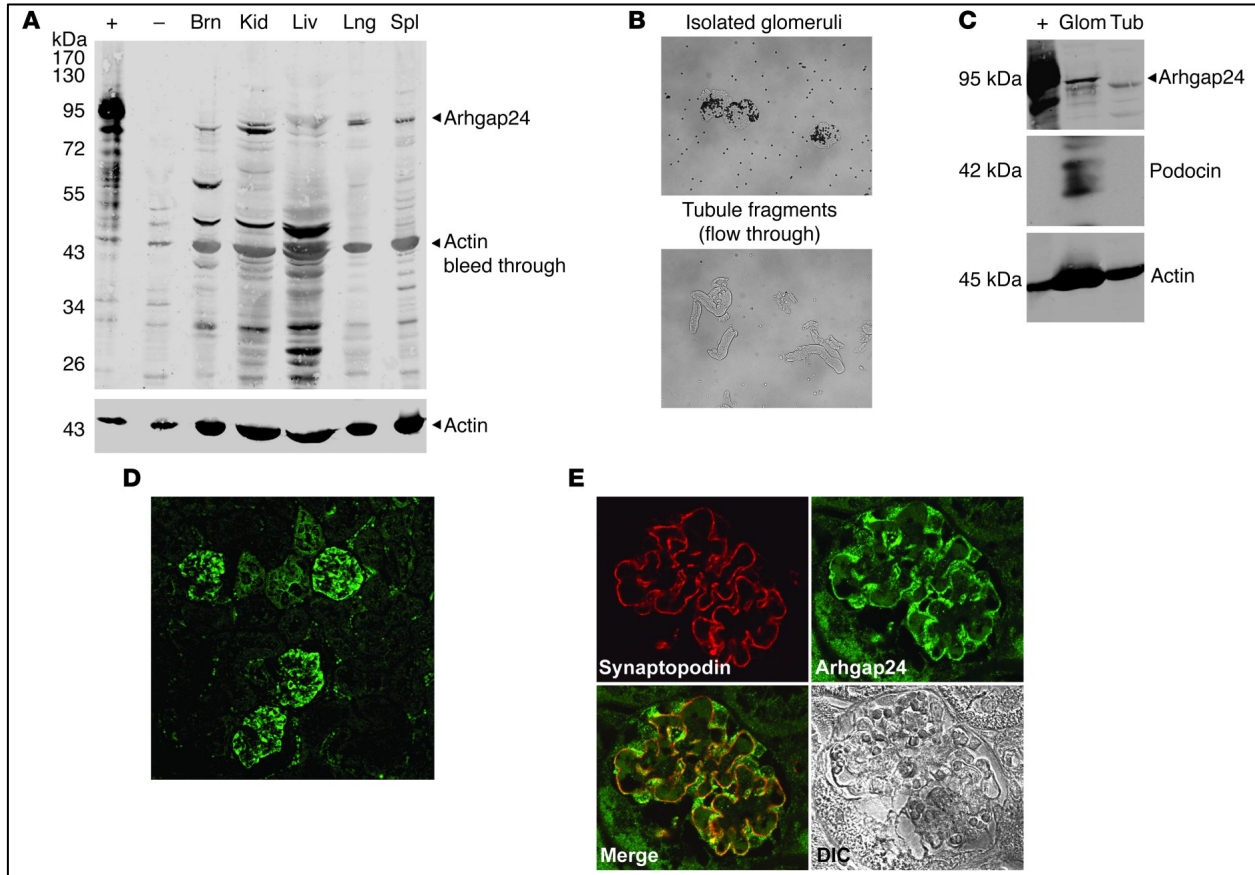 A
+ – Brn Kid Liv Lng Spl
kDa
170
130
95
72
55
43
34
26
Arhgap24
Actin
bleed through
43
Actin
B
Isolated glomeruli
Tubule fragments
(flow through)
C
+ Glom Tub
95 kDa
Arhgap24
42 kDa
Podocin
45 kDa
Actin
D
E
Synaptopodin
Arhgap24
Merge
DIC